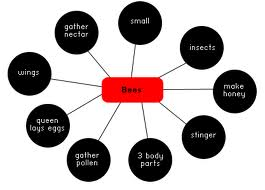 small
gather
nectar
insects
wings
Bees
make
honey
queen
lays eggs
stinger
gather
pollen
3 body
parts